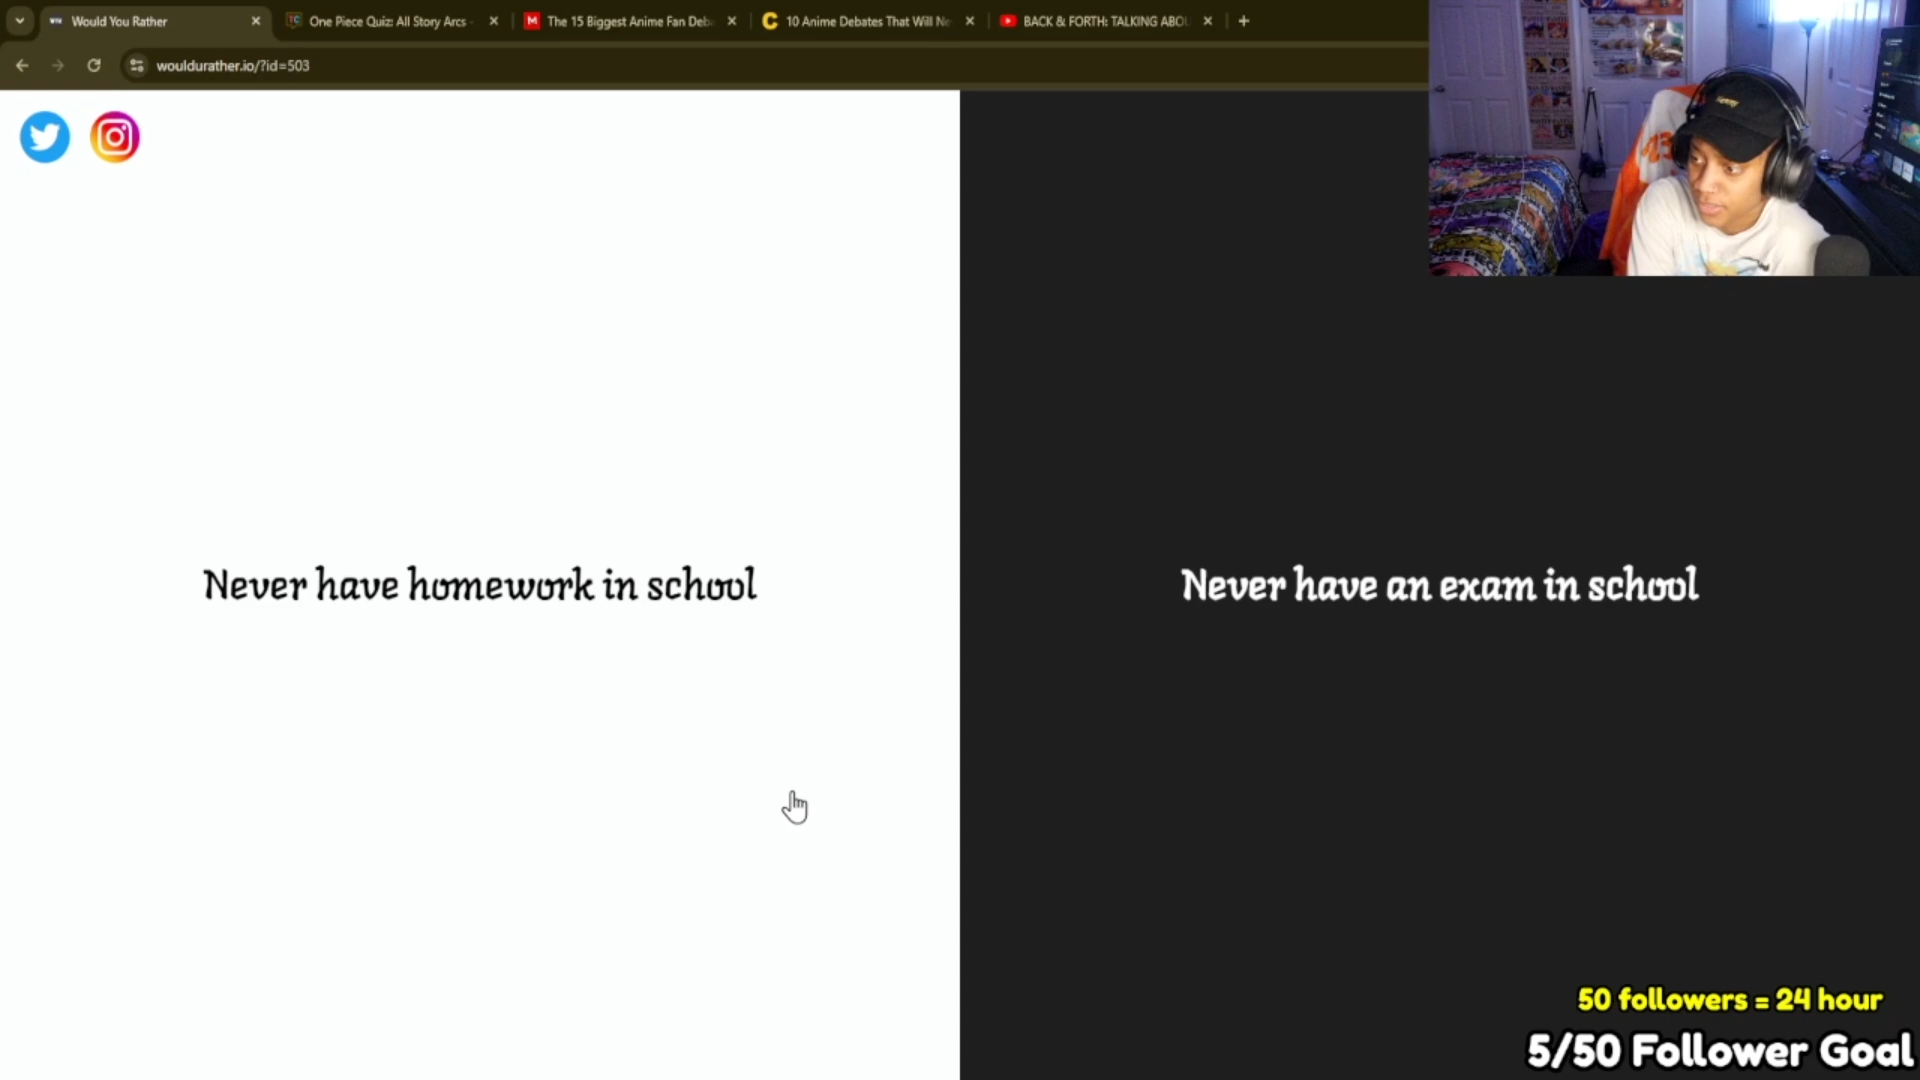 Would You Rather
One Piece Quiz: All Story Arcs
The 15 Biggest Anime Fan Deb
10 Anime Debates That Will Ne
BACK & FORTH: TALKING ABOU
wouldurather.io/?id=503
Never have homework in school
Never have an exam in school
50 followers = 24 hour
5/50 Follower Goal